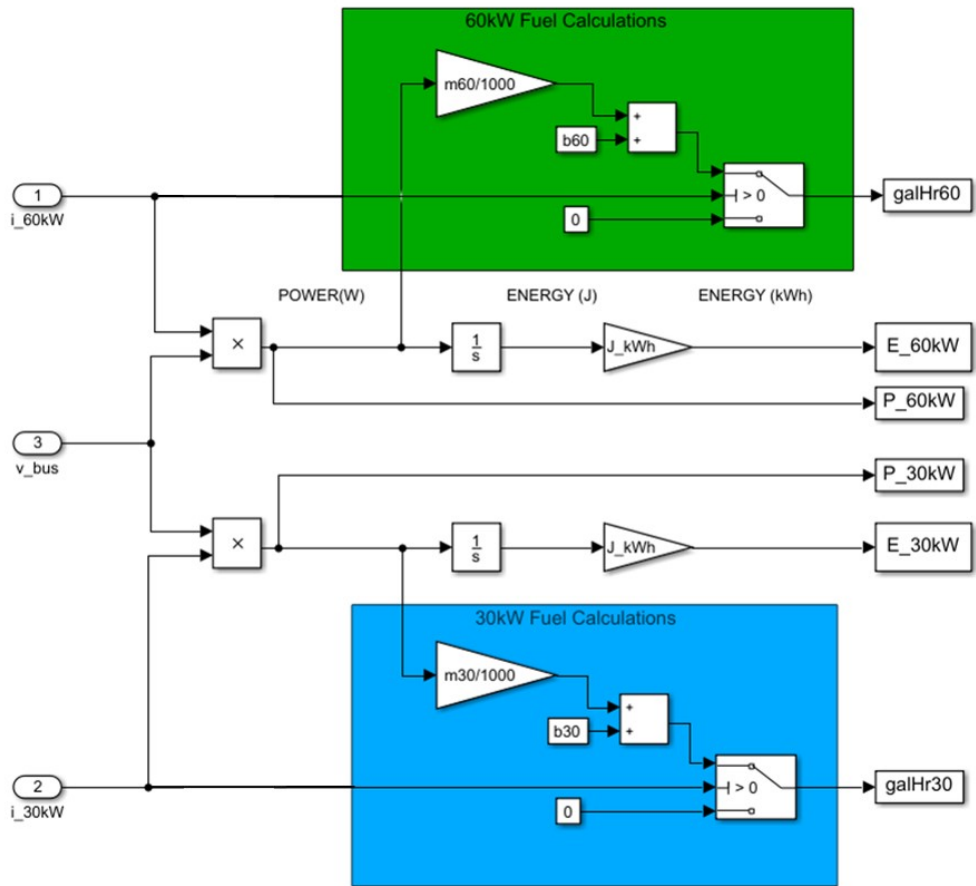 60kW Fuel Calculations
m60/1000
+
+
b60
> 0
0
galHr60
1
i_60kW
POWER(W)
ENERGY (J)
ENERGY (kWh)
×
1
s
J_kWh
E_60kW
P_60kW
3
v_bus
P_30kW
×
1
s
J_kWh
E_30kW
30kW Fuel Calculations
m30/1000
+
+
b30
> 0
0
galHr30
2
i_30kW